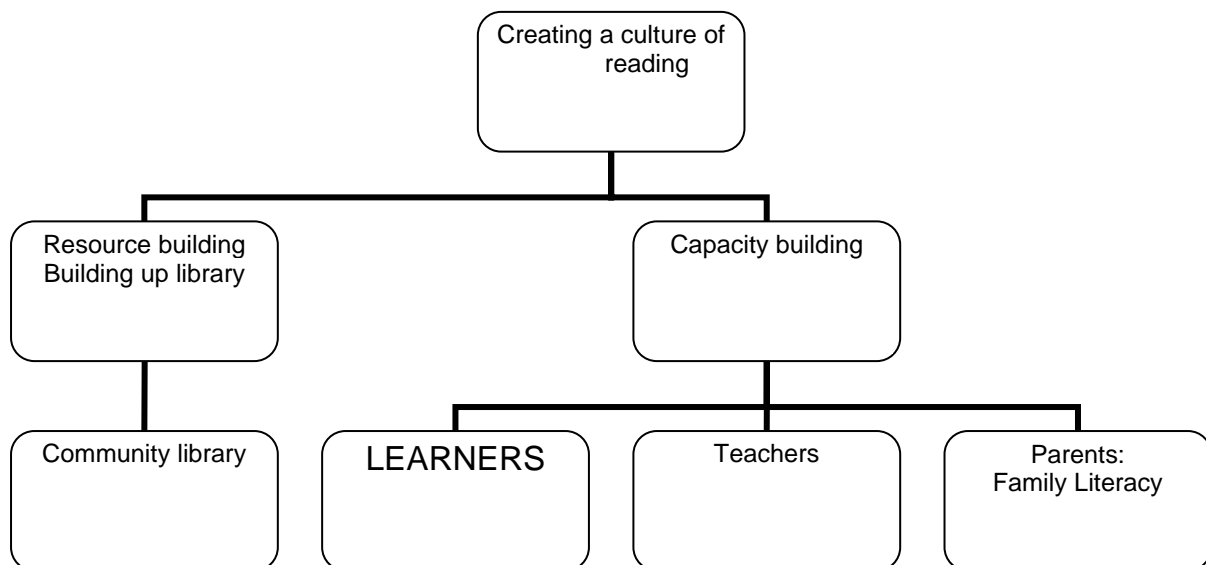 Creating a culture of
reading
Resource building
Building up library
Capacity building
Community library
LEARNERS
Teachers
Parents:
Family Literacy